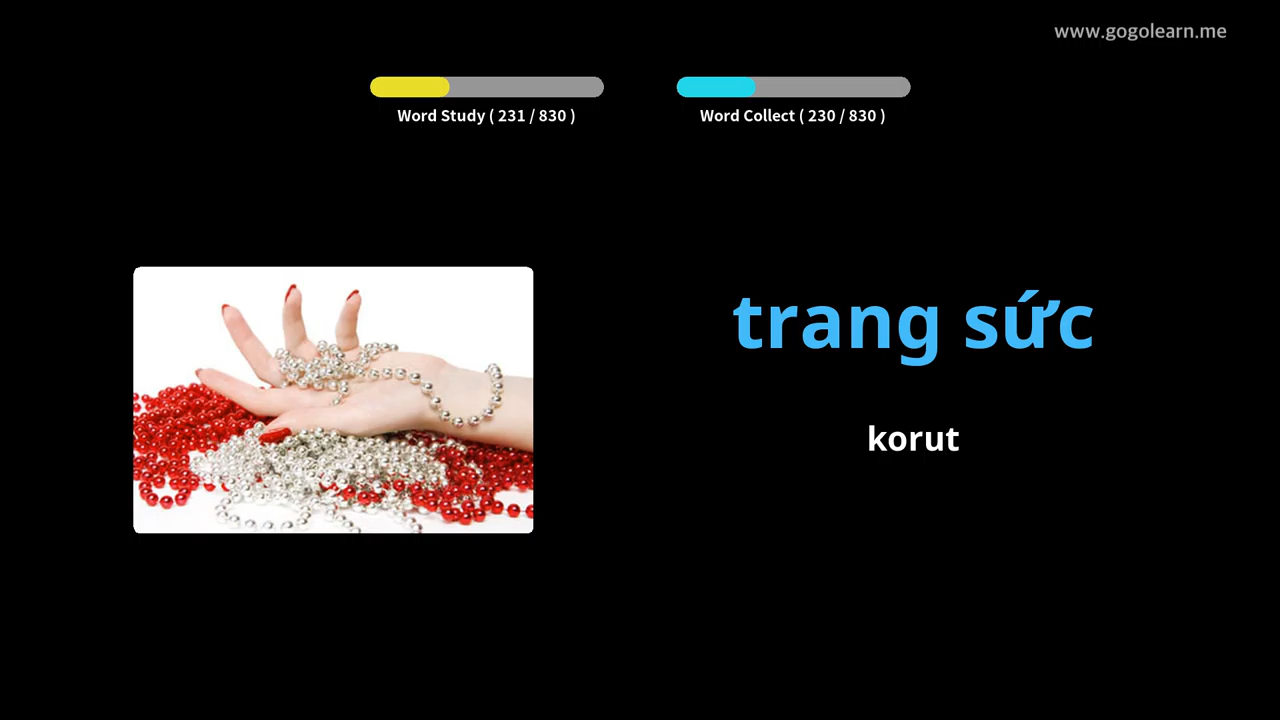 www.gogolearn.me
Word Study ( 231 / 830 )
Word Collect ( 230 / 830 )
trang sức
korut